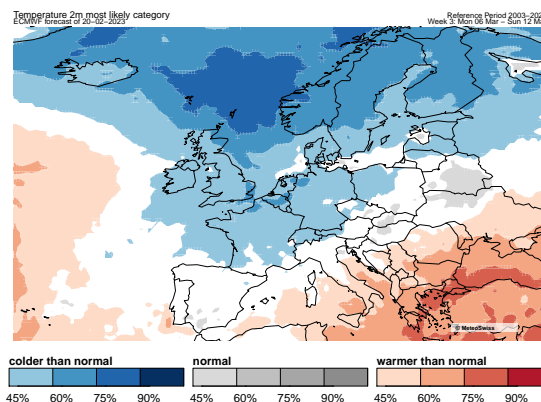 Temperature 2m most likely category
Reference Period 2003-202
ECMWF forecast of 20-02-2023
Week 3: Mon 06 Mar - Sun 12 Ma
© MeteoSwiss
colder than normal
normal
warmer than normal
45% 60% 75% 90%
45% 60% 75% 90%
45% 60% 75% 90%